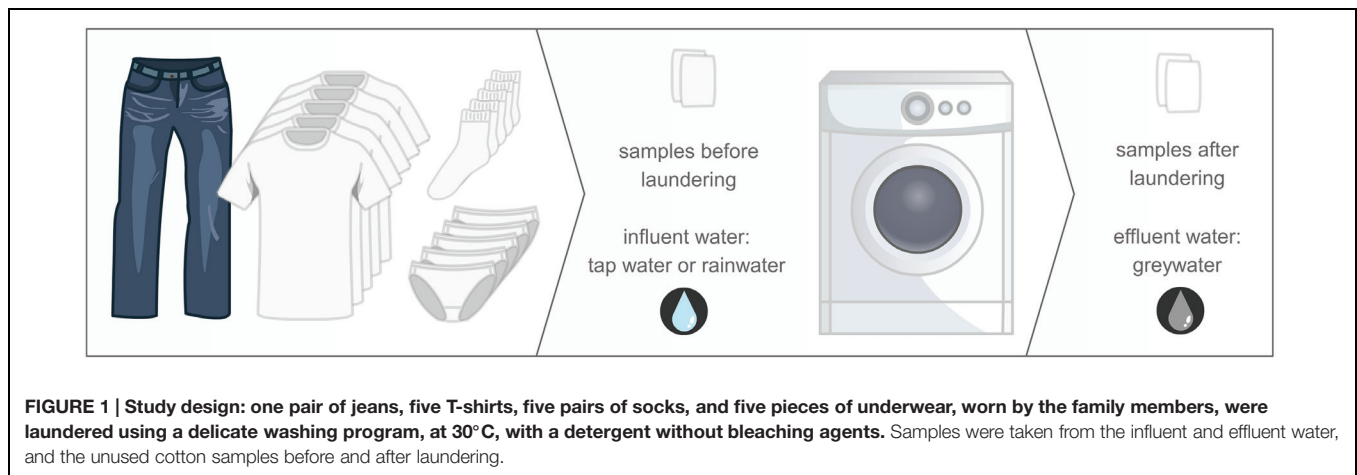 samples before
laundering
influent water:
tap water or rainwater
samples after
laundering
effluent water:
greywater
FIGURE 1 | Study design: one pair of jeans, five T-shirts, five pairs of socks, and five pieces of underwear, worn by the family members, were
laundered using a delicate washing program, at 30°C, with a detergent without bleaching agents. Samples were taken from the influent and effluent water,
and the unused cotton samples before and after laundering.